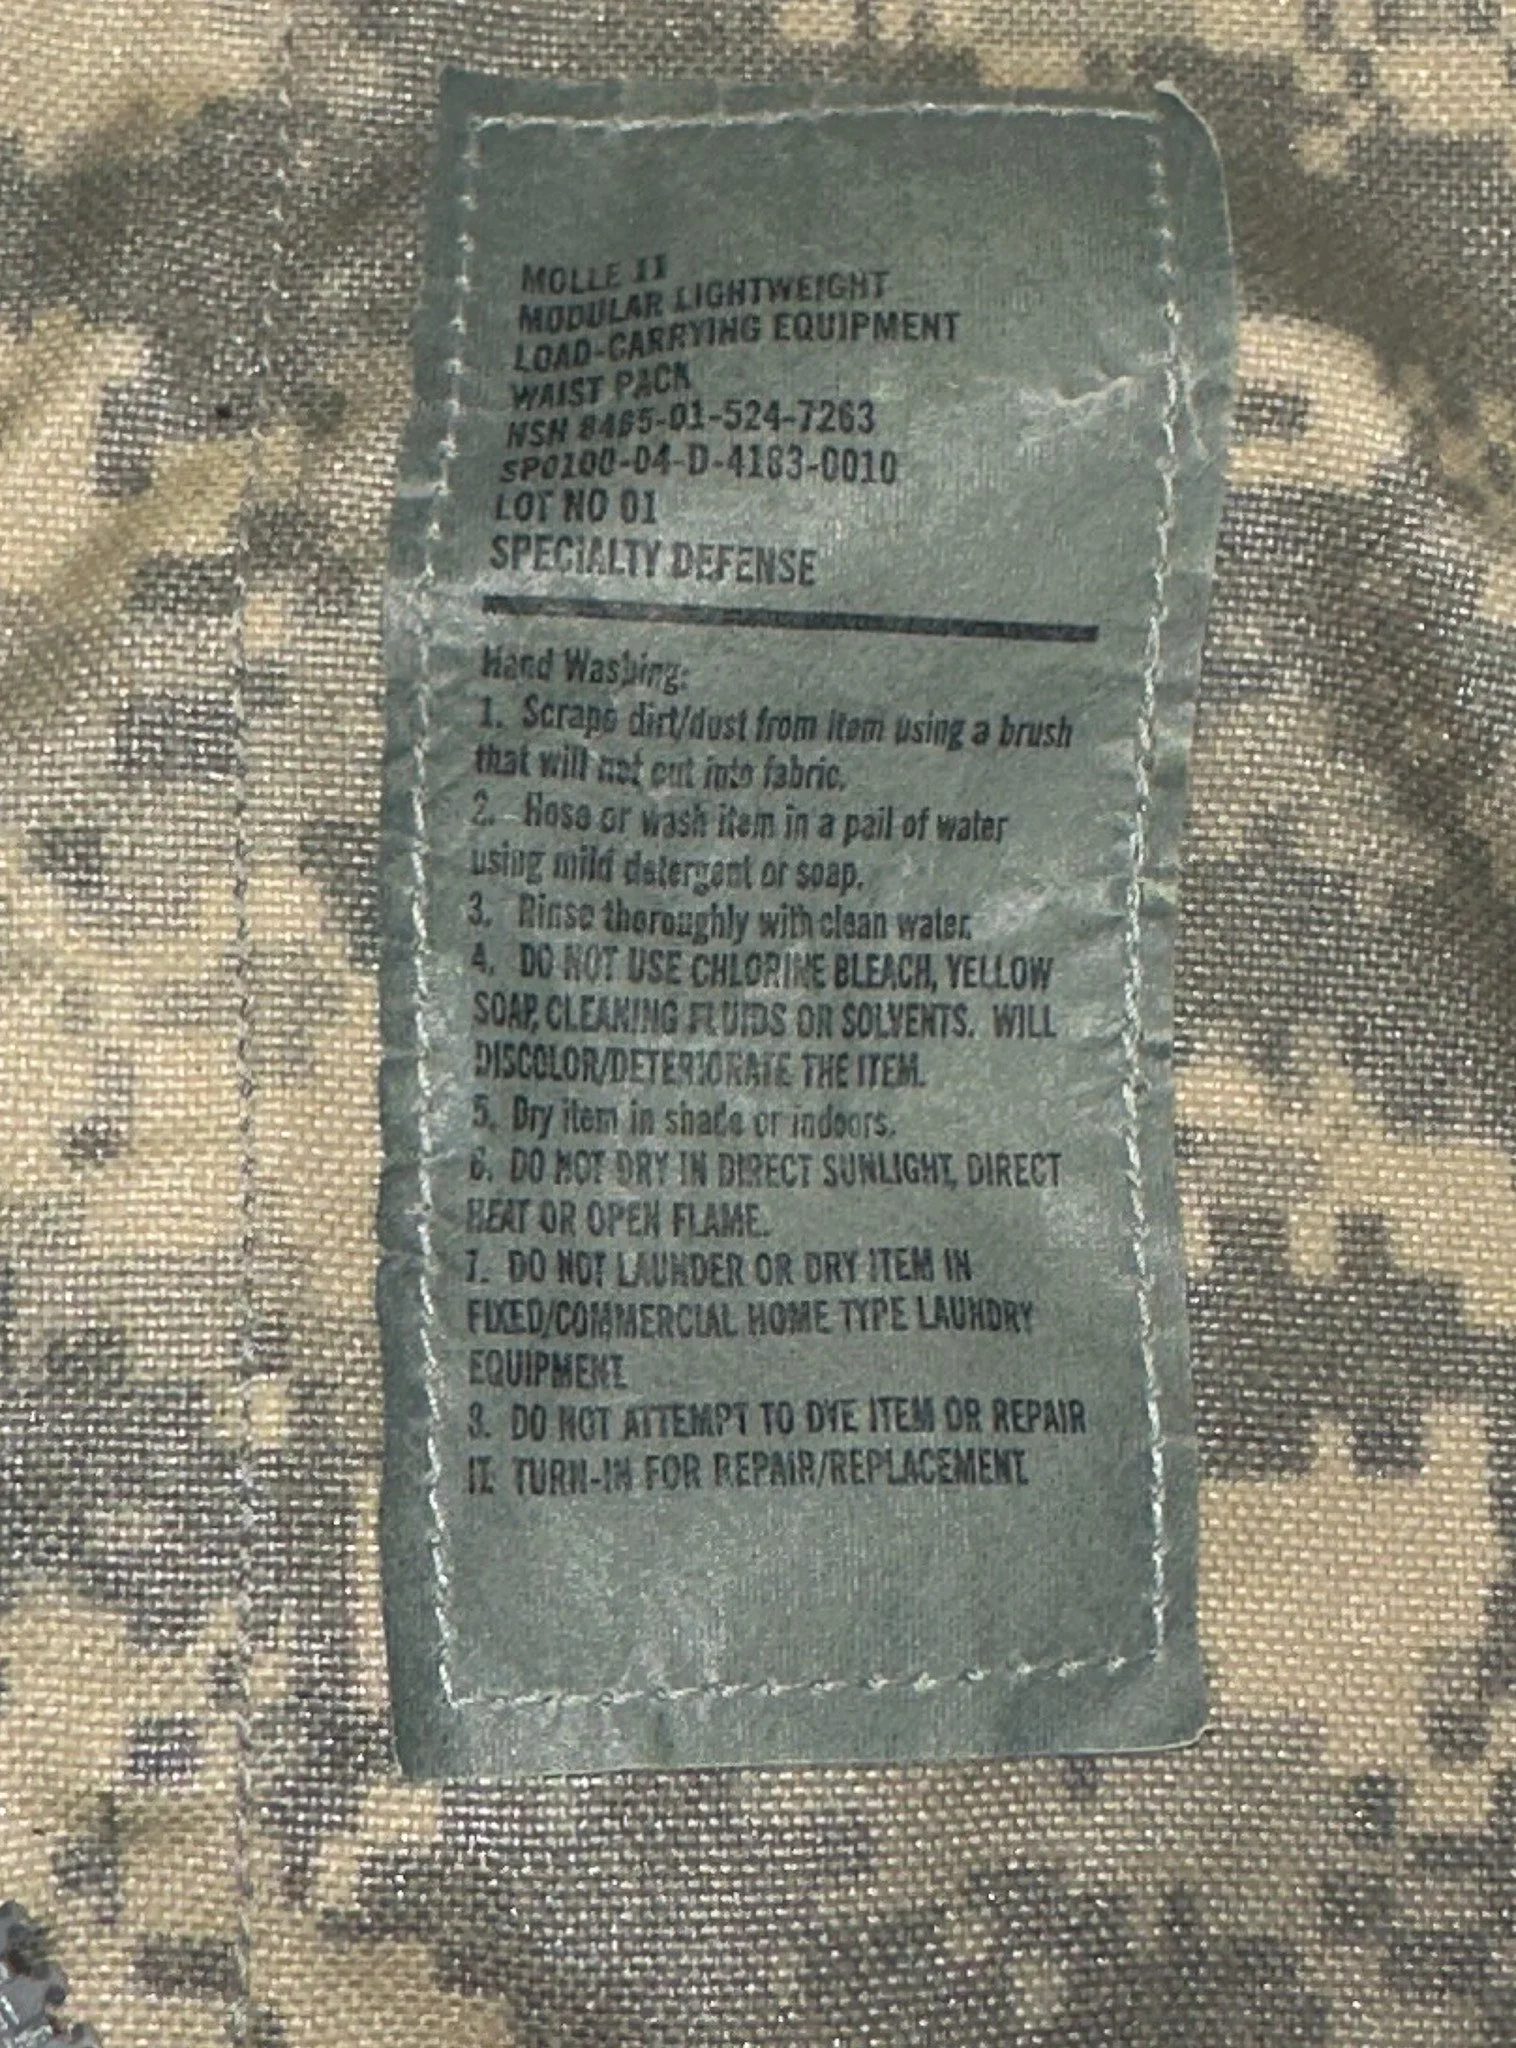 MOLLE II
MODULAR LIGHTWEIGHT
LOAD-CARRYING EQUIPMENT
WAIST PACK
NSN 8465-01-524-7263
SP0100-04-D-4183-0010
LOT NO 01
SPECIALTY DEFENSE
Hand Washing:
1. Scrape dirt/dust from item using a brush
that will not cut into fabric.
2. Hose or wash item in a pail of water
using mild detergent or soap.
3. Rinse thoroughly with clean water.
4. DO NOT USE CHLORINE BLEACH, YELLOW
SOAP, CLEANING FLUIDS OR SOLVENTS. WILL
DISCOLOR/DETERIORATE THE ITEM.
5. Dry item in shade or indoors.
6. DO NOT DRY IN DIRECT SUNLIGHT, DIRECT
HEAT OR OPEN FLAME.
7. DO NOT LAUNDER OR DRY ITEM IN
FIXED/COMMERCIAL HOME TYPE LAUNDRY
EQUIPMENT.
8. DO NOT ATTEMPT TO DYE ITEM OR REPAIR
IT. TURN-IN FOR REPAIR/REPLACEMENT.